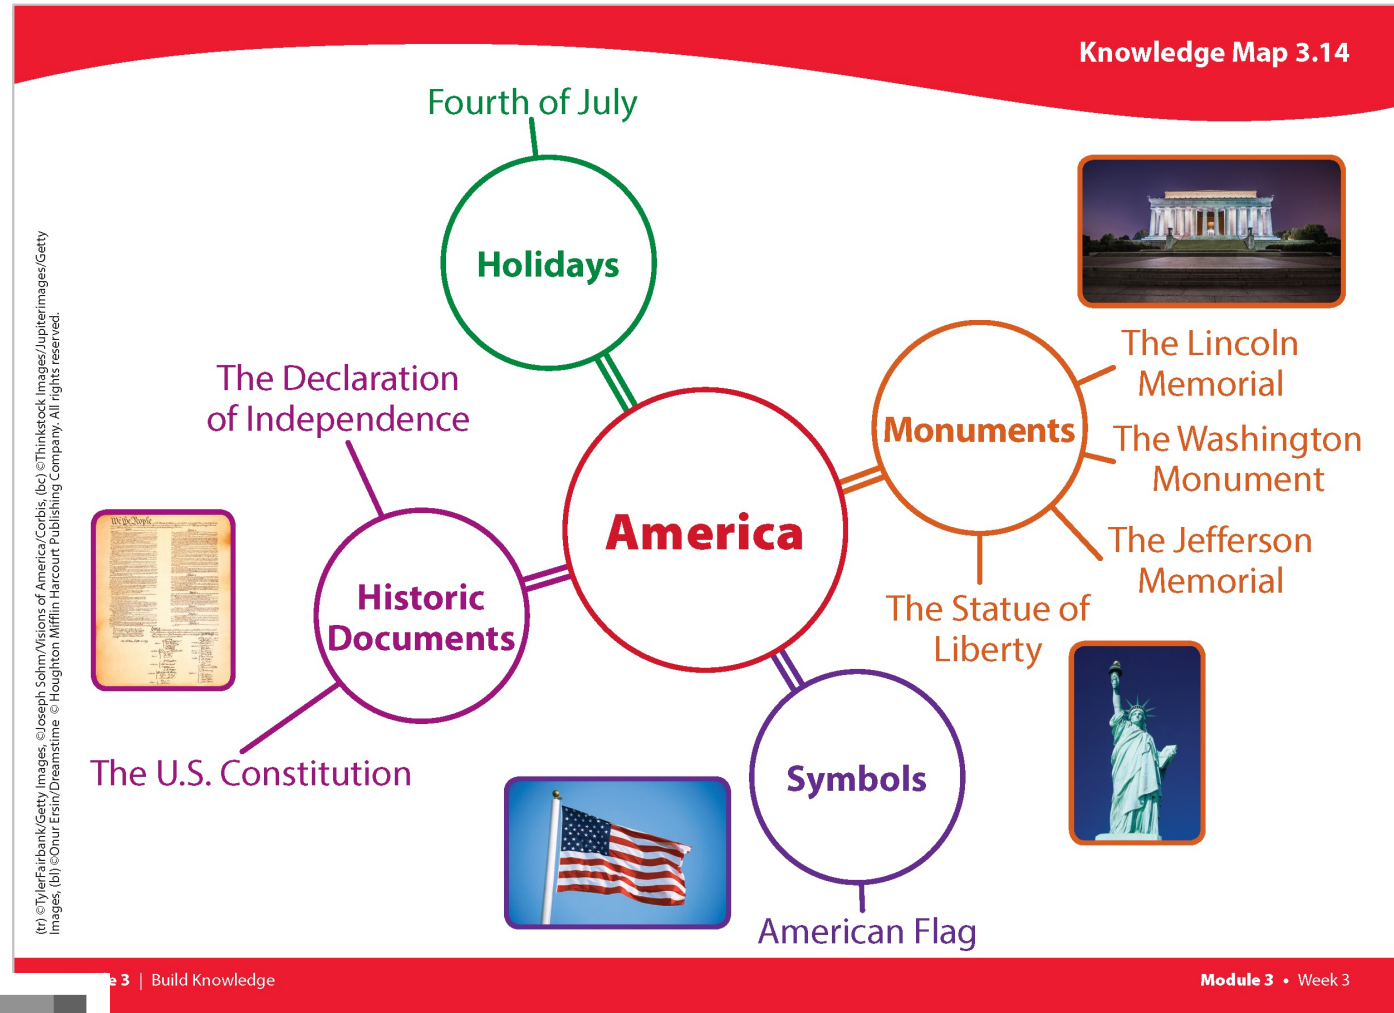 Knowledge Map 3.14
Fourth of July
Holidays
The Declaration
of Independence
Historic
Documents
The U.S. Constitution
We the People
America
Monuments
The Lincoln
Memorial
The Washington
Monument
The Jefferson
Memorial
The Statue of
Liberty
Symbols
American Flag
(tr) ©TylerFairbank/Getty Images, ©Joseph Sohm/Visions of America/Corbis, (bc) ©Thinkstock Images/Jupiterimages/Getty
Images, (bl) ©Onur Ersin/Dreamstime © Houghton Mifflin Harcourt Publishing Company. All rights reserved.
3 | Build Knowledge
Module 3 • Week 3